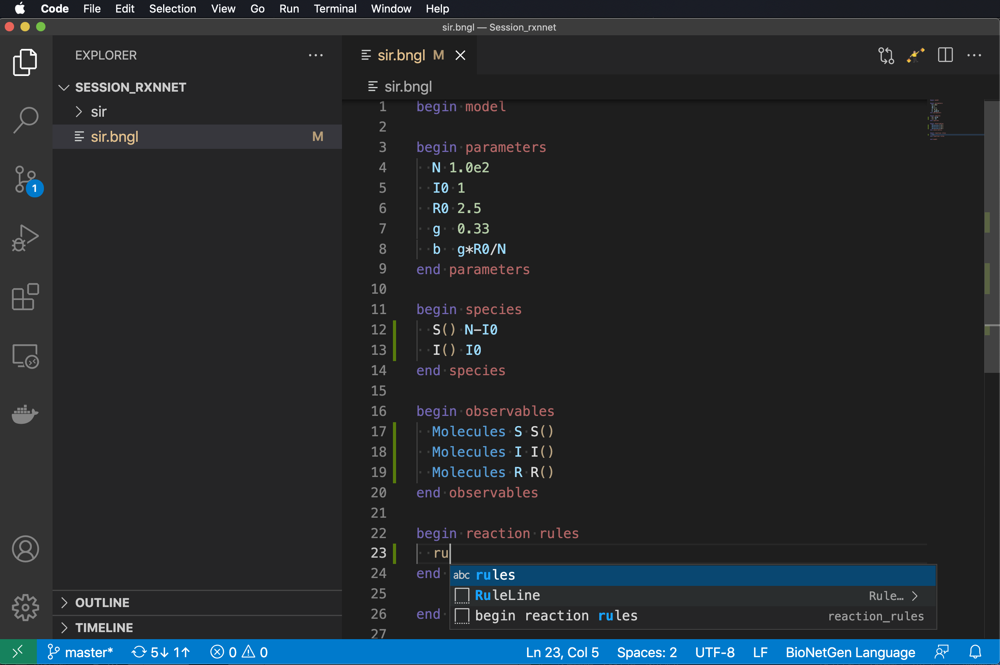 Code File Edit Selection View Go Run Terminal Window Help
sir.bngl — Session_rxnnet
EXPLORER
SESSION_RXNNET
sir
sir.bngl M
OUTLINE
TIMELINE
1
sir.bngl M
sir.bngl
1 begin model
2
3 begin parameters
4 N 1.0e2
5 I0 1
6 R0 2.5
7 g 0.33
8 b g*R0/N
9 end parameters
10
11 begin species
12 S() N-I0
13 I() I0
14 end species
15
16 begin observables
17 Molecules S S()
18 Molecules I I()
19 Molecules R R()
20 end observables
21
22 begin reaction rules
23 ru
24 end
25
26 end
27
abc rules
RuleLine Rule...
begin reaction rules reaction_rules
master* 5↓ 1↑ 0 0 Ln 23, Col 5 Spaces: 2 UTF-8 LF BioNetGen Language